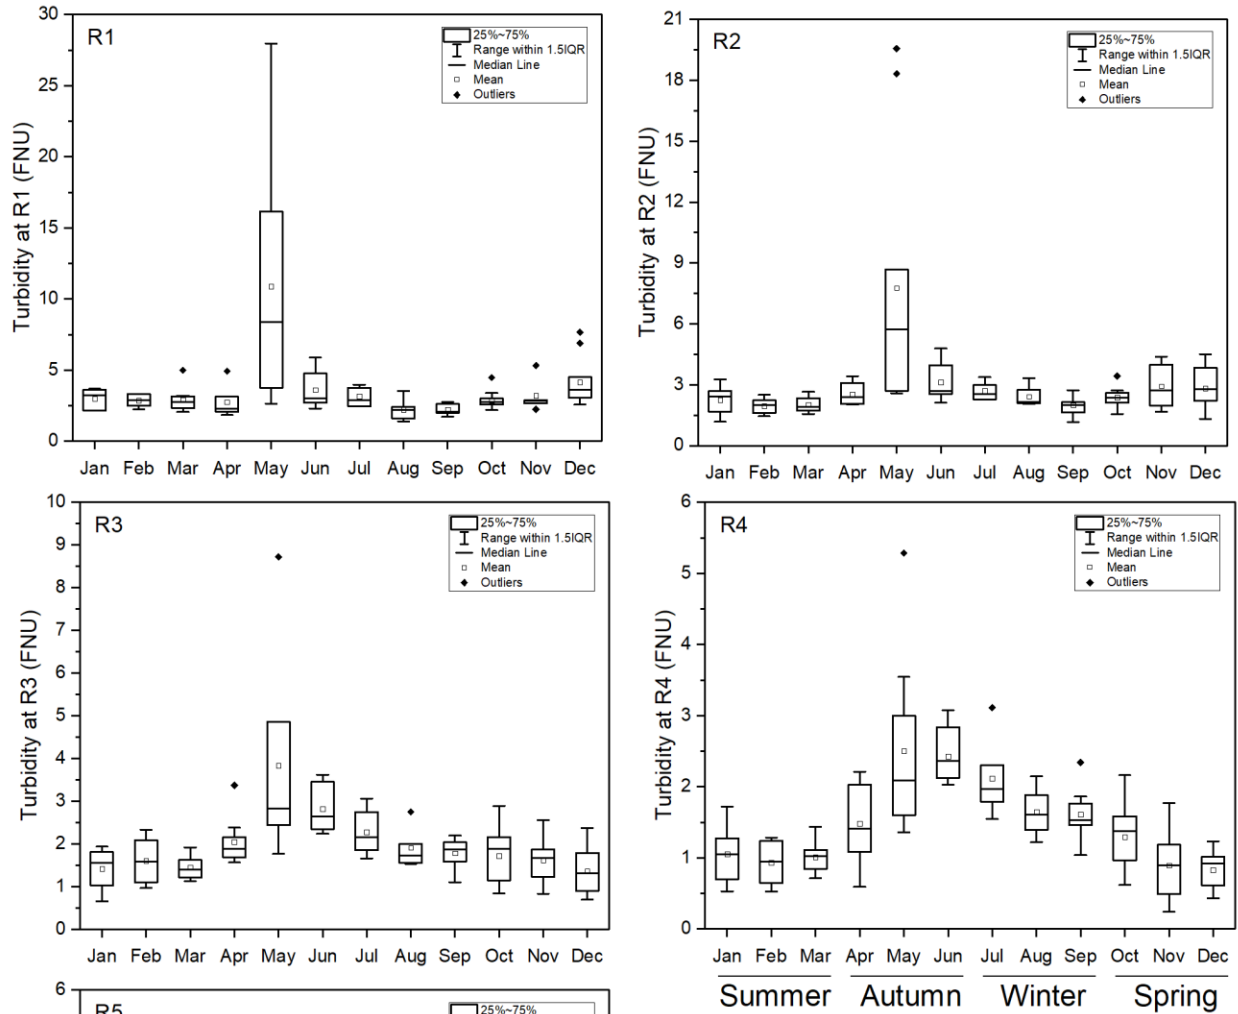 R1
25%~75%
Range within 1.5IQR
Median Line
Mean
Outliers
Turbidity at R1 (FNU)
30
25
20
15
10
5
0
Jan Feb Mar Apr May Jun Jul Aug Sep Oct Nov Dec
R2
25%~75%
Range within 1.5IQR
Median Line
Mean
Outliers
Turbidity at R2 (FNU)
21
18
15
12
9
6
3
0
Jan Feb Mar Apr May Jun Jul Aug Sep Oct Nov Dec
R3
25%~75%
Range within 1.5IQR
Median Line
Mean
Outliers
Turbidity at R3 (FNU)
10
9
8
7
6
5
4
3
2
1
0
Jan Feb Mar Apr May Jun Jul Aug Sep Oct Nov Dec
R4
25%~75%
Range within 1.5IQR
Median Line
Mean
Outliers
Turbidity at R4 (FNU)
6
5
4
3
2
1
0
Jan Feb Mar Apr May Jun Jul Aug Sep Oct Nov Dec
Summer Autumn Winter Spring
6
R5
25%~75%